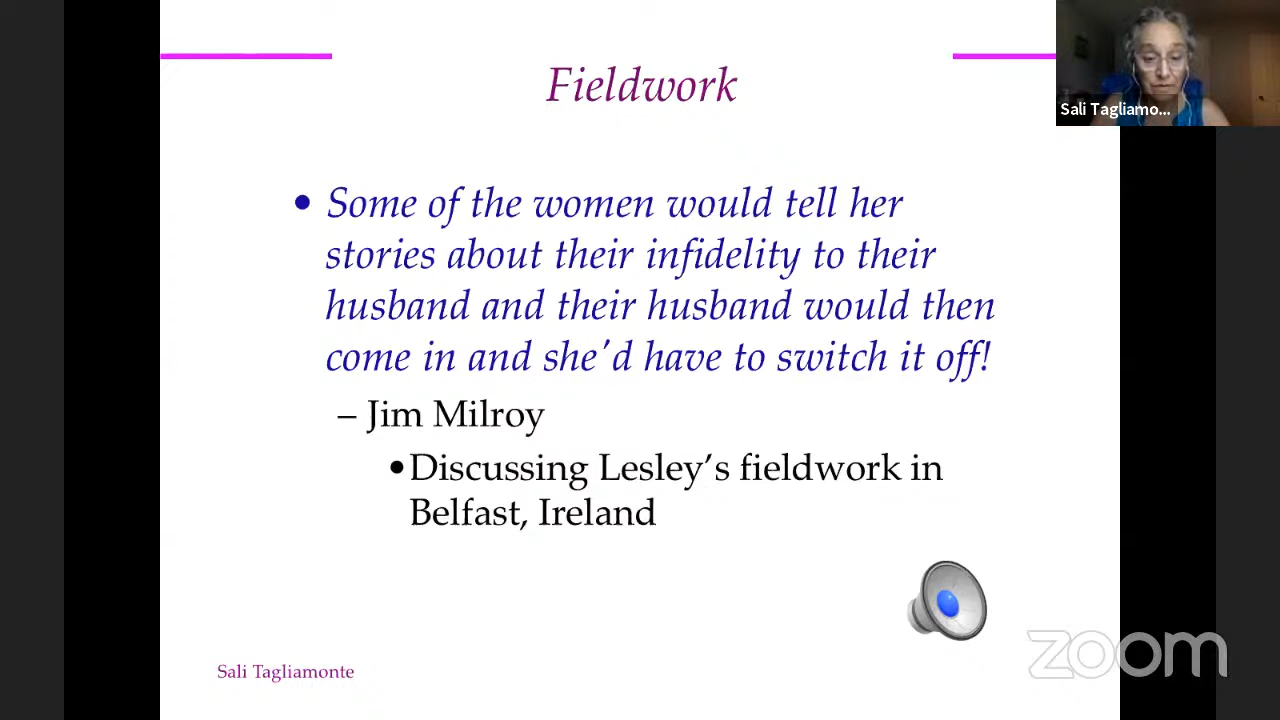 Fieldwork
Sali Tagliamo...
• Some of the women would tell her
stories about their infidelity to their
husband and their husband would then
come in and she'd have to switch it off!
– Jim Milroy
•Discussing Lesley’s fieldwork in
Belfast, Ireland
zoom
Sali Tagliamonte